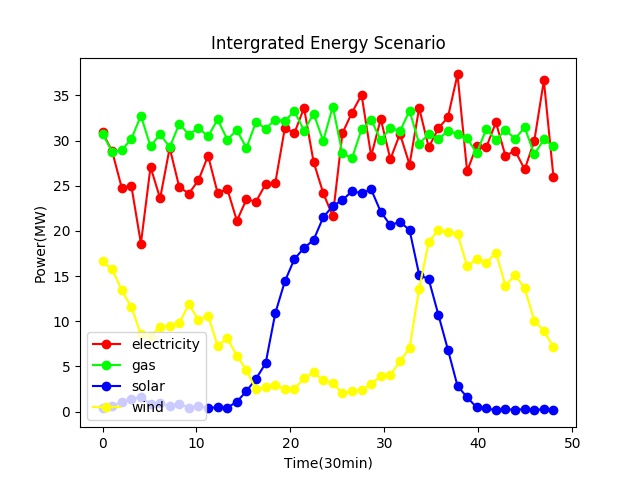 Intergrated Energy Scenario
Power(MW)
35
30
25
20
15
10
5
0
electricity
gas
solar
wind
0 10 20 30 40 50
Time(30min)